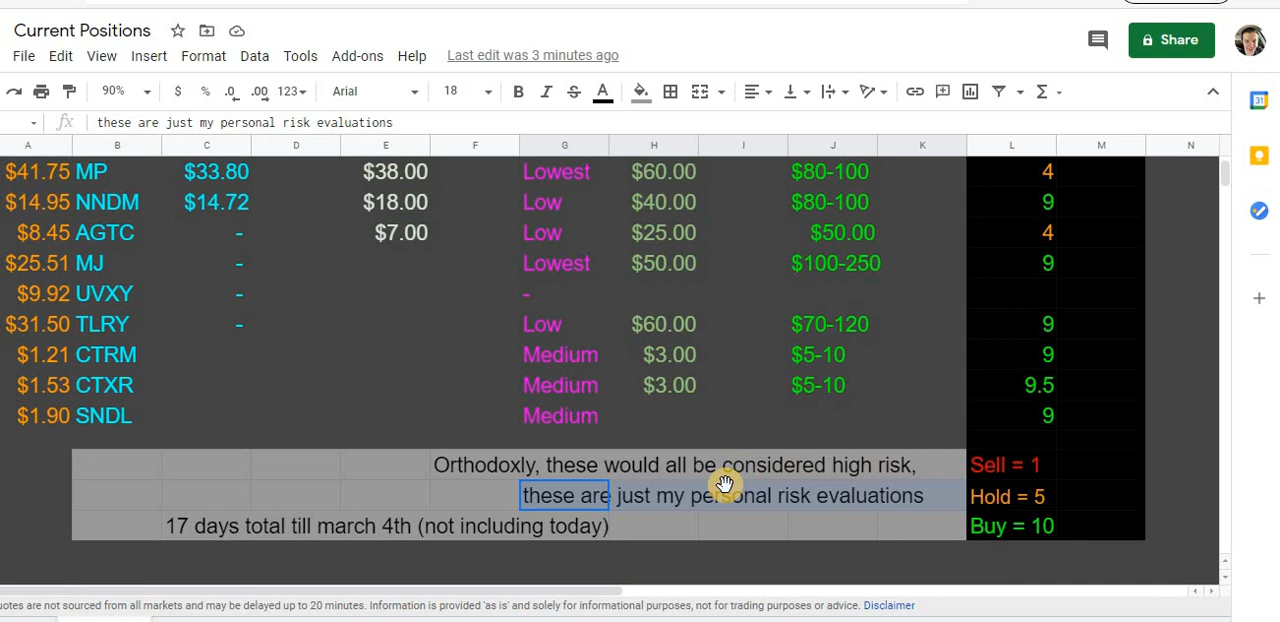 Current Positions
File Edit View Insert Format Data Tools Add-ons Help Last edit was 3 minutes ago
Share
90% $ % .0 .00 123 Arial 18 B I S A
fx these are just my personal risk evaluations
A B C D E F G H I J K L M N
$41.75 MP $33.80 $38.00 Lowest $60.00 $80-100 4
$14.95 NNDM $14.72 $18.00 Low $40.00 $80-100 9
$8.45 AGTC - $7.00 Low $25.00 $50.00 4
$25.51 MJ - Lowest $50.00 $100-250 9
$9.92 UVXY - -
$31.50 TLRY - Low $60.00 $70-120 9
$1.21 CTRM Medium $3.00 $5-10 9
$1.53 CTXR Medium $3.00 $5-10 9.5
$1.90 SNDL Medium 9
Orthodoxly, these would all be considered high risk, Sell = 1
these are just my personal risk evaluations Hold = 5
17 days total till march 4th (not including today) Buy = 10
are not sourced from all markets and may be delayed up to 20 minutes. Information is provided 'as is' and solely for informational purposes, not for trading purposes or advice. Disclaimer